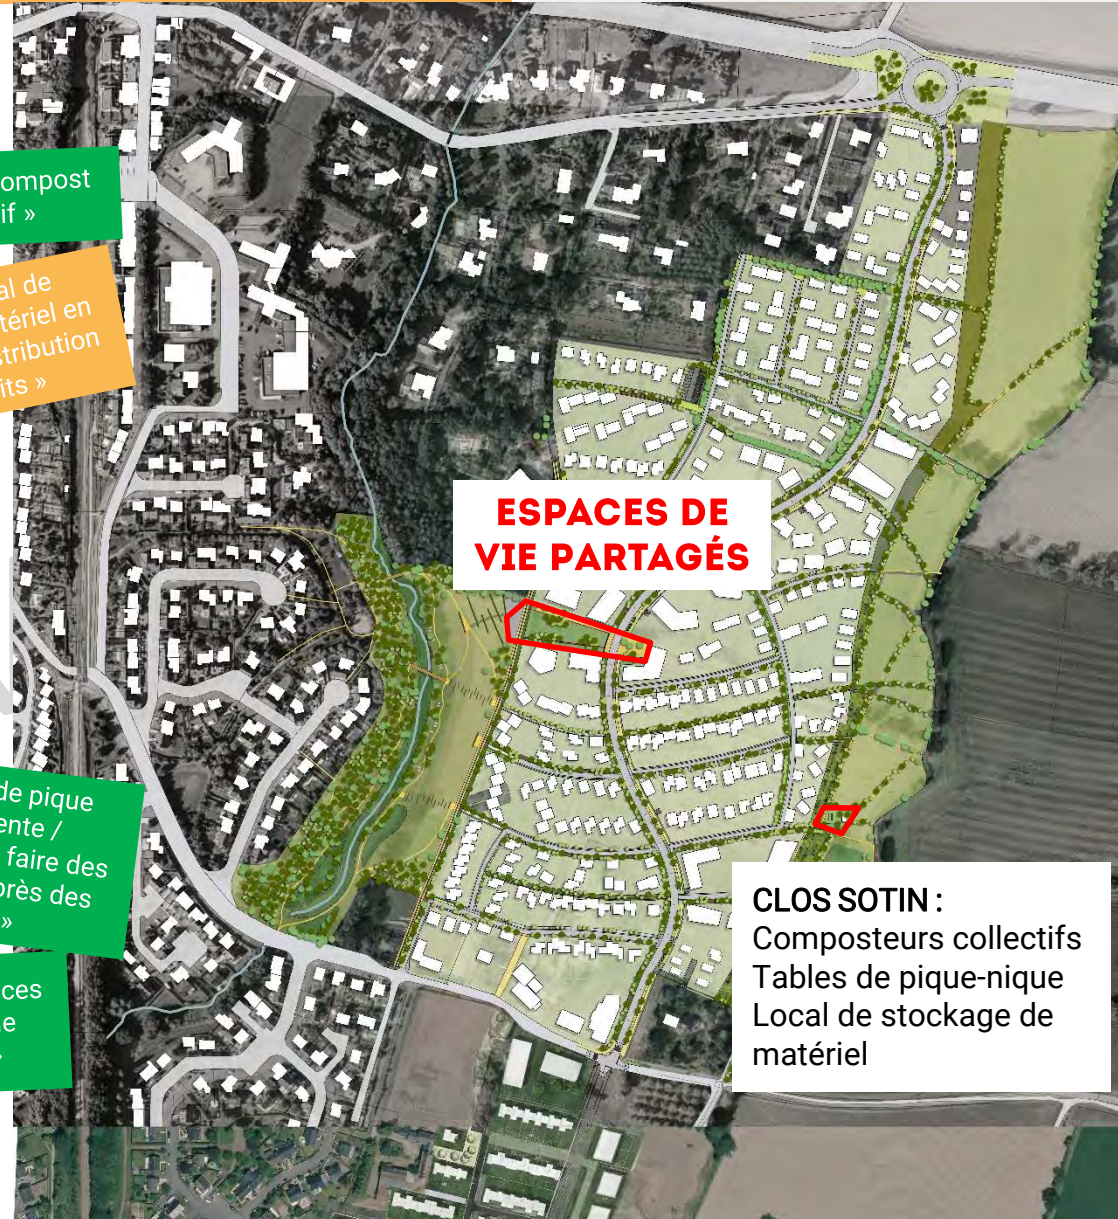 ompost
if »
al de
tériel en
stribution
its »
ESPACES DE
VIE PARTAGÉS
de pique
ente /
faire des
près des
»
CLOS SOTIN :
Composteurs collectifs
Tables de pique-nique
Local de stockage de
matériel
ces
e
»